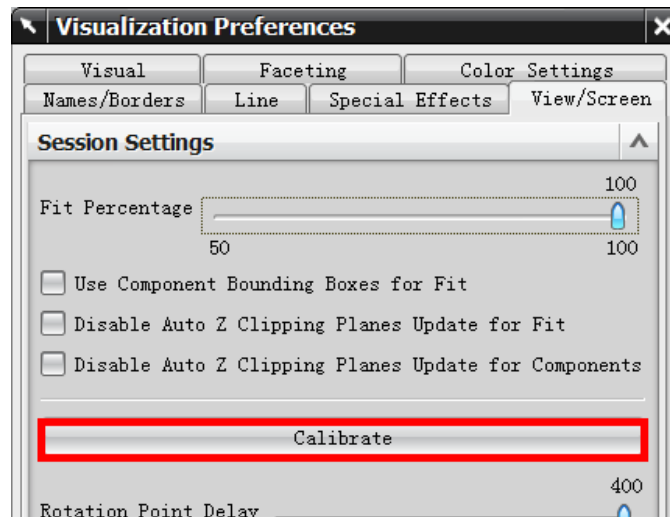 Visualization Preferences
Visual Faceting Color Settings
Names/Borders Line Special Effects View/Screen
Session Settings
100
Fit Percentage
50 100
Use Component Bounding Boxes for Fit
Disable Auto Z Clipping Planes Update for Fit
Disable Auto Z Clipping Planes Update for Components
Calibrate
400
Rotation Point Delay